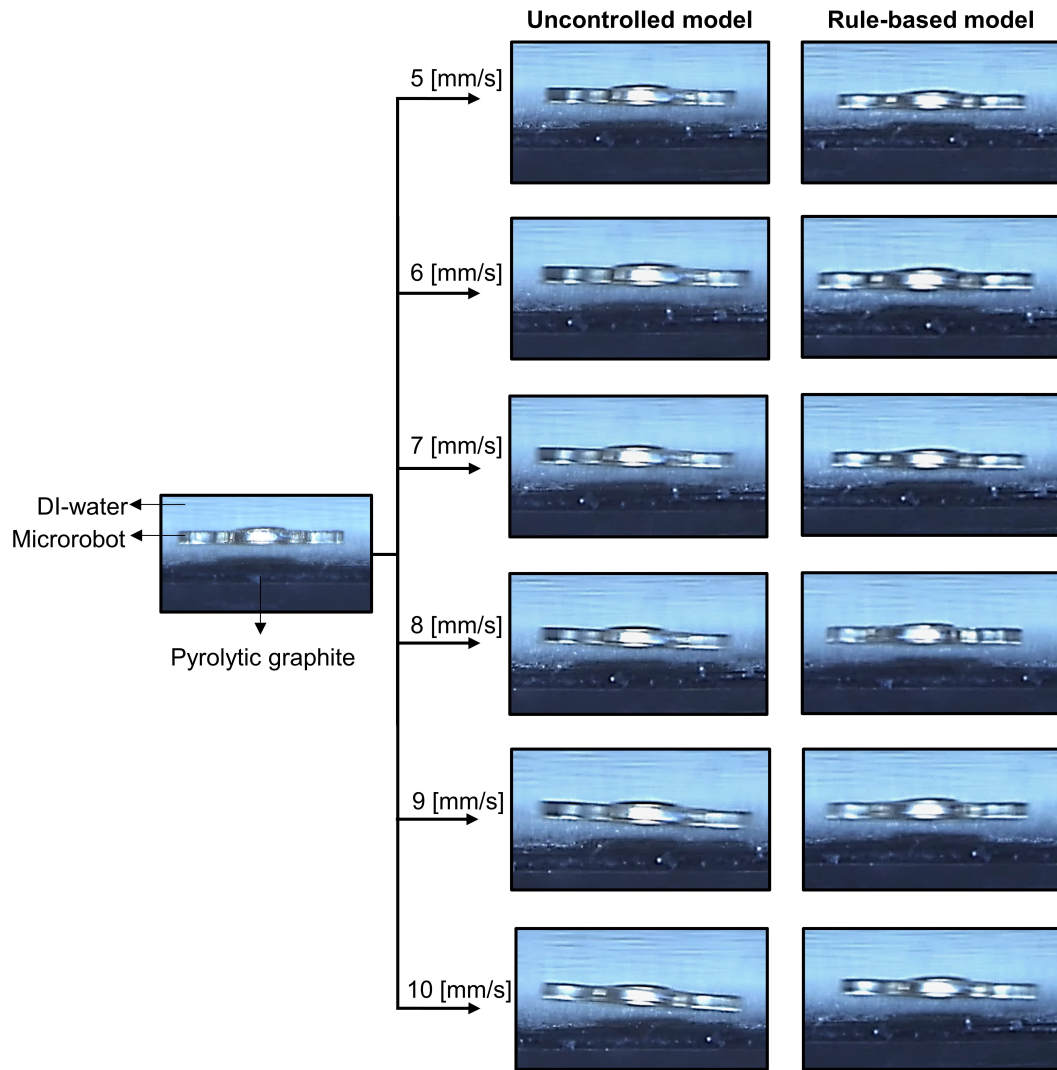 Uncontrolled model
Rule-based model
5 [mm/s]
6 [mm/s]
7 [mm/s]
DI-water
Microrobot
8 [mm/s]
Pyrolytic graphite
9 [mm/s]
10 [mm/s]